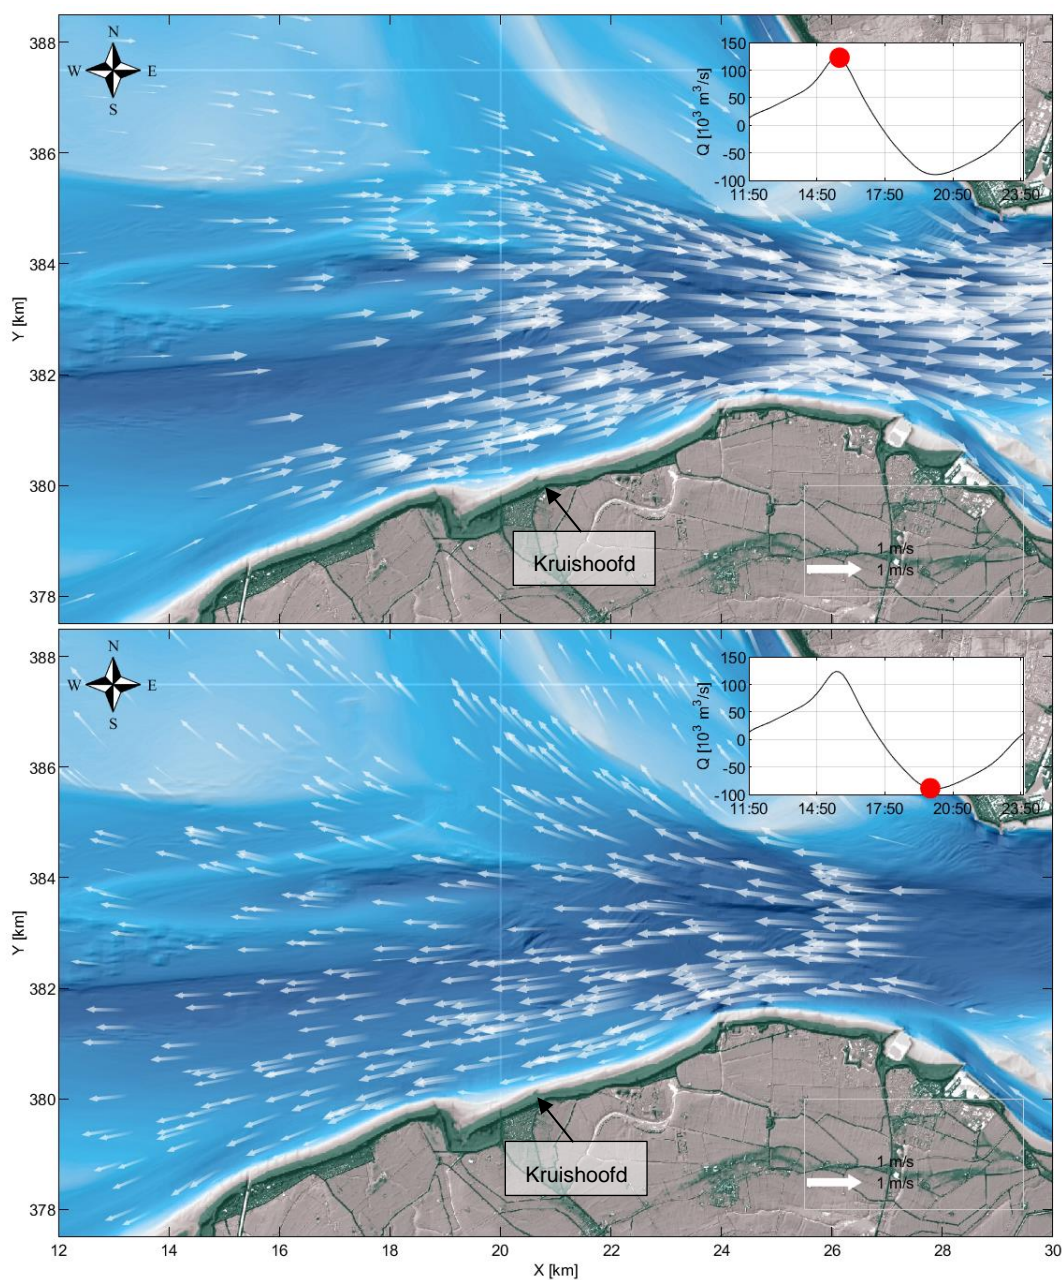 388
386
384
382
380
378
Y [km]
N
W E
S
150
100
50
0
-50
-100
Q [10³ m³/s]
11:50 14:50 17:50 20:50 23:50
Kruishoofd
1 m/s
1 m/s
388
386
384
382
380
378
Y [km]
N
W E
S
150
100
50
0
-50
-100
Q [10³ m³/s]
11:50 14:50 17:50 20:50 23:50
Kruishoofd
1 m/s
1 m/s
12 14 16 18 20 22 24 26 28 30
X [km]